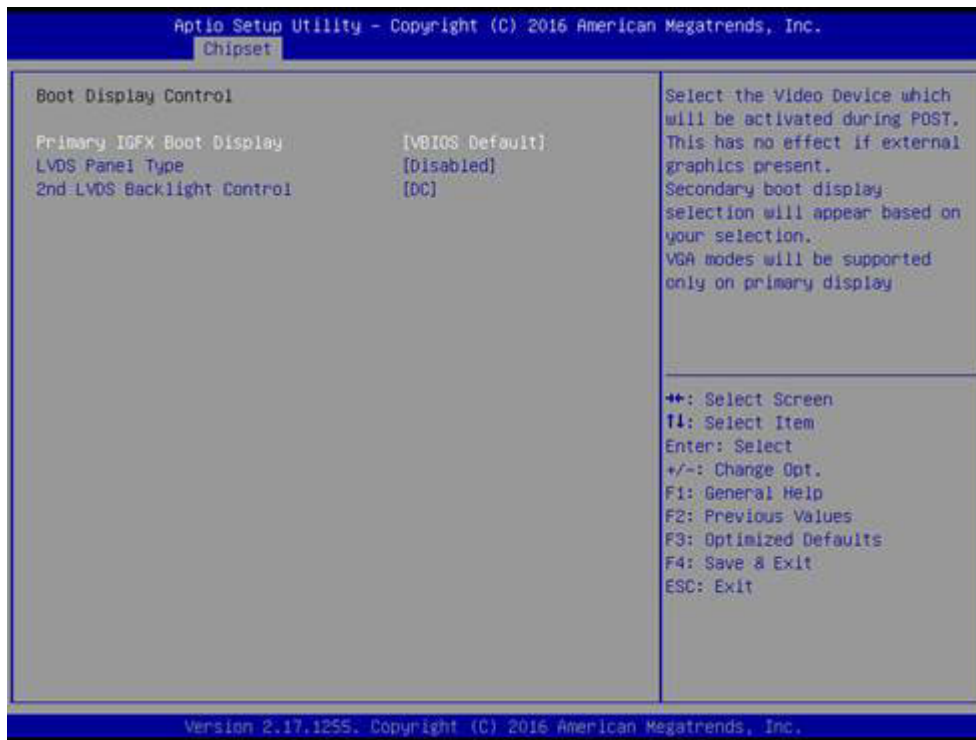 Aptio Setup Utility - Copyright (C) 2016 American Megatrends, Inc.
Chipset
Boot Display Control
Primary IGFX Boot Display [VBIOS Default]
LVDS Panel Type [Disabled]
2nd LVDS Backlight Control [DC]
Select the Video Device which
will be activated during POST.
This has no effect if external
graphics present.
Secondary boot display
selection will appear based on
your selection.
VGA modes will be supported
only on primary display
→←: Select Screen
↑↓: Select Item
Enter: Select
+/-: Change Opt.
F1: General Help
F2: Previous Values
F3: Optimized Defaults
F4: Save & Exit
ESC: Exit
Version 2.17.1255. Copyright (C) 2016 American Megatrends, Inc.